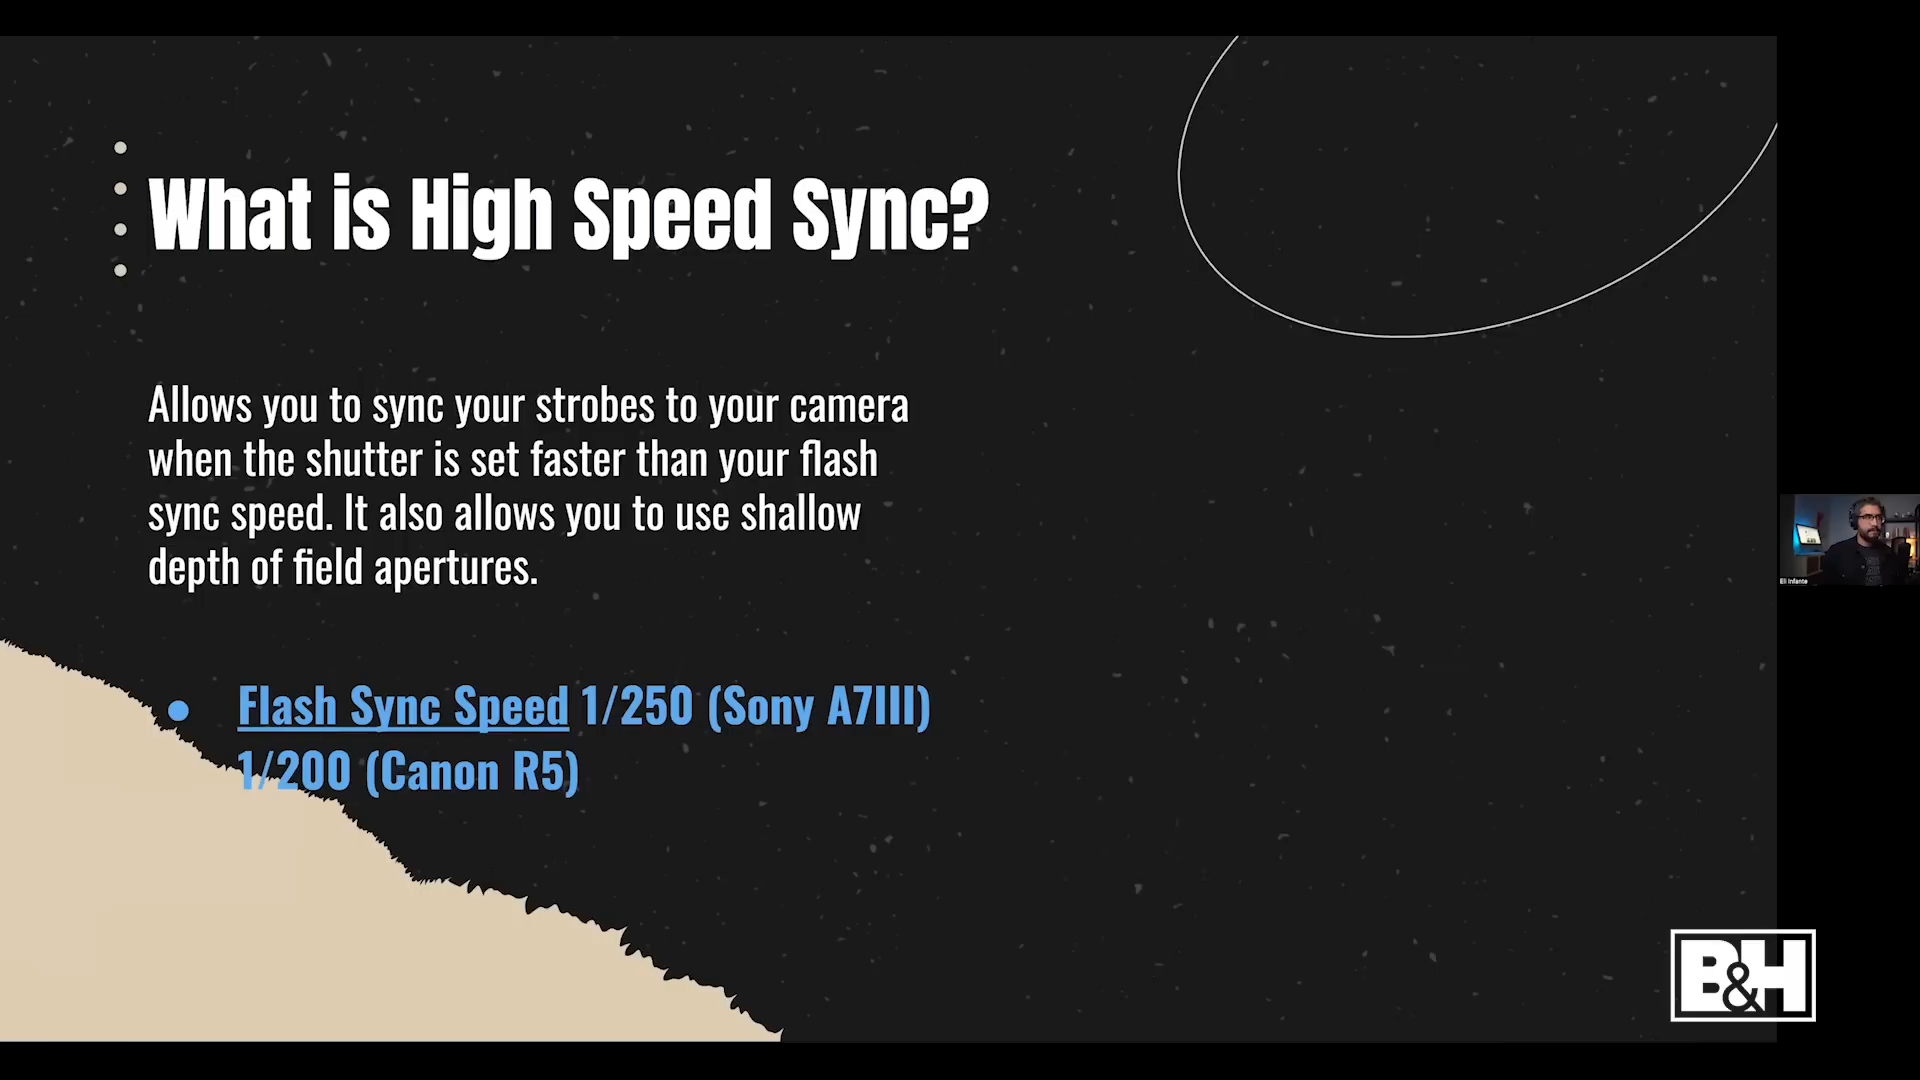 What is High Speed Sync?
Allows you to sync your strobes to your camera
when the shutter is set faster than your flash
sync speed. It also allows you to use shallow
depth of field apertures.
Flash Sync Speed 1/250 (Sony A7III)
1/200 (Canon R5)
Eli Infante
B&H